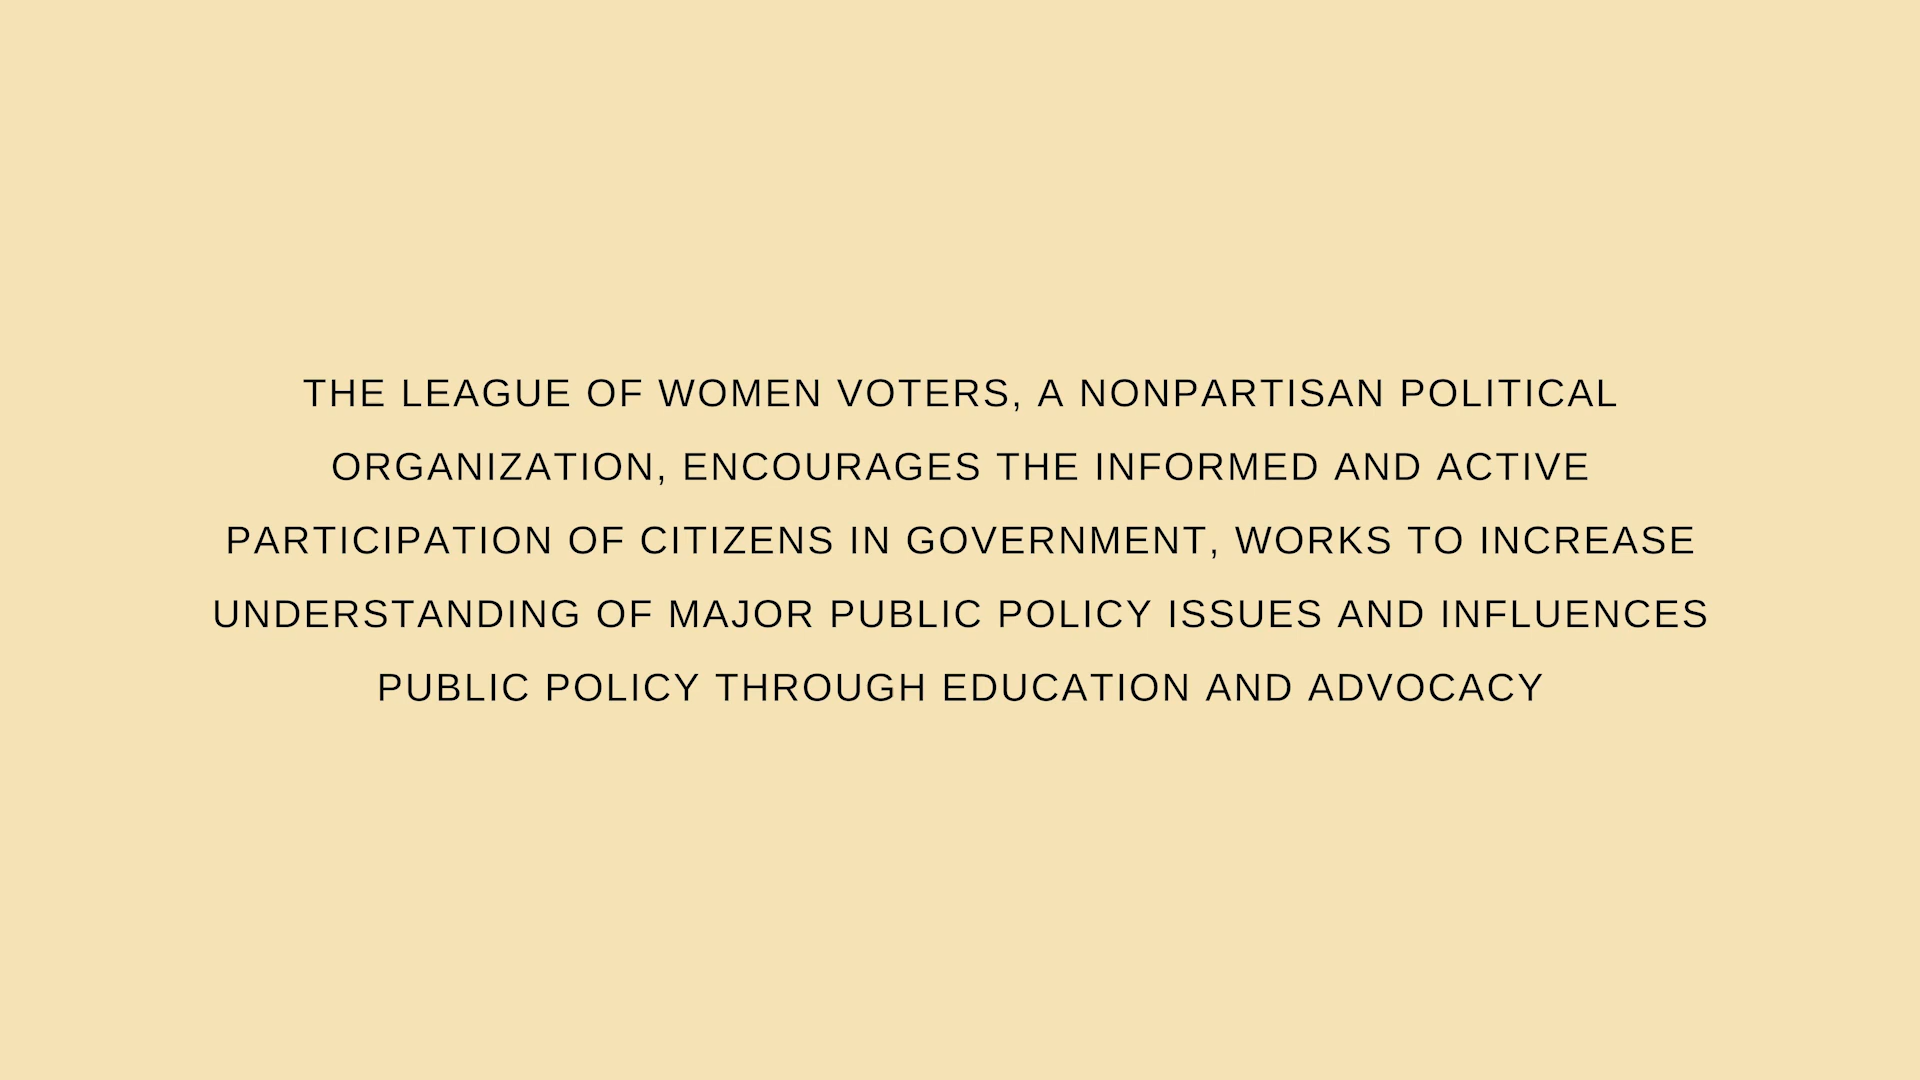 THE LEAGUE OF WOMEN VOTERS, A NONPARTISAN POLITICAL
ORGANIZATION, ENCOURAGES THE INFORMED AND ACTIVE
PARTICIPATION OF CITIZENS IN GOVERNMENT, WORKS TO INCREASE
UNDERSTANDING OF MAJOR PUBLIC POLICY ISSUES AND INFLUENCES
PUBLIC POLICY THROUGH EDUCATION AND ADVOCACY